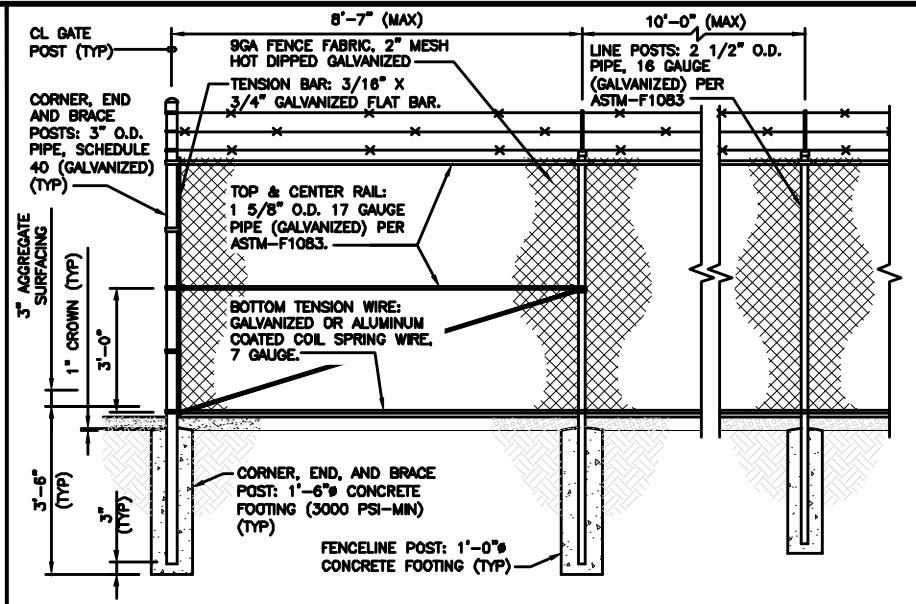 8'-7" (MAX)
10'-0" (MAX)
CL GATE
POST (TYP)
9GA FENCE FABRIC, 2" MESH
HOT DIPPED GALVANIZED
LINE POSTS: 2 1/2" O.D.
PIPE, 16 GAUGE
(GALVANIZED) PER
ASTM-F1083
TENSION BAR: 3/16" X
3/4" GALVANIZED FLAT BAR.
CORNER, END
AND BRACE
POSTS: 3" O.D.
PIPE, SCHEDULE
40 (GALVANIZED)
(TYP)
TOP & CENTER RAIL:
1 5/8" O.D. 17 GAUGE
PIPE (GALVANIZED) PER
ASTM-F1083.
3" AGGREGATE
SURFACING
1" CROWN (TYP)
3'-0"
BOTTOM TENSION WIRE:
GALVANIZED OR ALUMINUM
COATED COIL SPRING WIRE,
7 GAUGE.
3'-6"
(TYP)
3"
(TYP)
CORNER, END, AND BRACE
POST: 1'-6"ø CONCRETE
FOOTING (3000 PSI-MIN)
(TYP)
FENCELINE POST: 1'-0"ø
CONCRETE FOOTING (TYP)